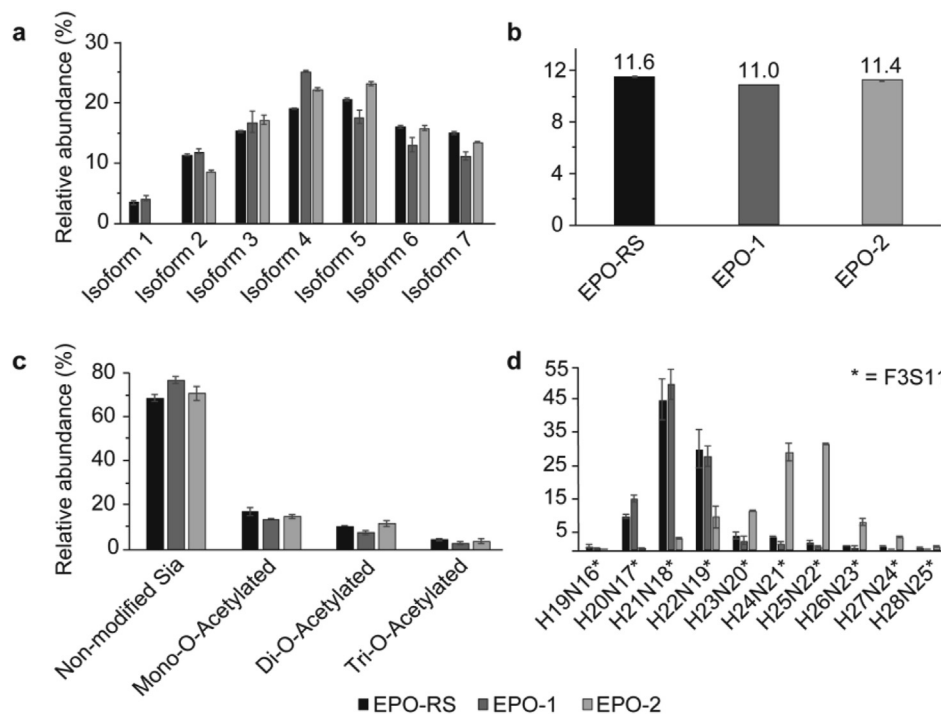 a
Relative abundance (%)
30
20
10
0
Isoform 1
Isoform 2
Isoform 3
Isoform 4
Isoform 5
Isoform 6
Isoform 7
b
12
8
4
0
11.6
11.0
11.4
EPO-RS
EPO-1
EPO-2
c
Relative abundance (%)
80
60
40
20
0
Non-modified Sia
Mono-O-Acetylated
Di-O-Acetylated
Tri-O-Acetylated
d
55
45
35
25
15
5
* = F3S11
H19N16*
H20N17*
H21N18*
H22N19*
H23N20*
H24N21*
H25N22*
H26N23*
H27N24*
H28N25*
EPO-RS EPO-1 EPO-2